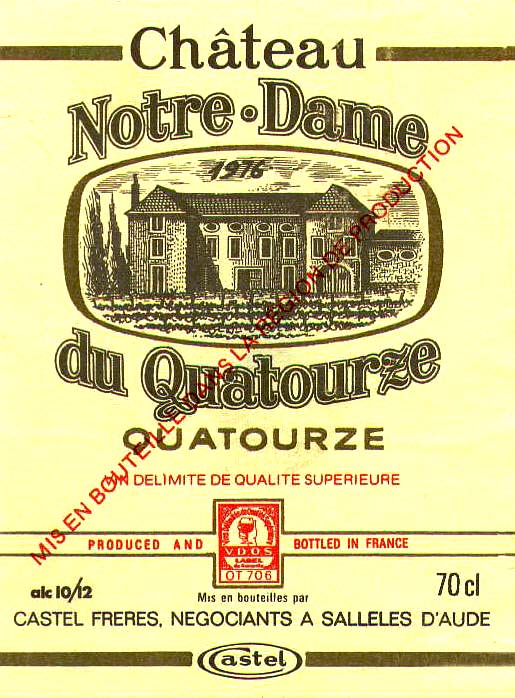 Château
Notre-Dame
1976
du Quatourze
QUATOURZE
VIN DELIMITE DE QUALITE SUPERIEURE
MIS EN BOUTEILLE DANS LA REGION DE PRODUCTION
PRODUCED AND BOTTLED IN FRANCE
V.D.Q.S
LABEL
OT 706
alc 10/12
70 cl
Mis en bouteilles par
CASTEL FRERES, NEGOCIANTS A SALLELES D'AUDE
Castel